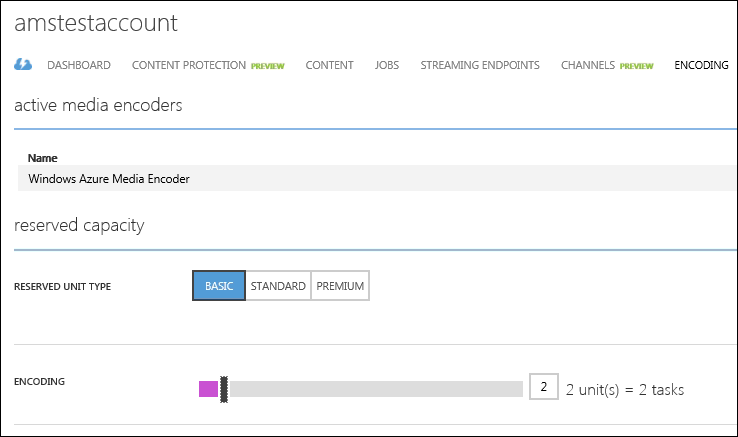 amstestaccount
DASHBOARD CONTENT PROTECTION PREVIEW CONTENT JOBS STREAMING ENDPOINTS CHANNELS PREVIEW ENCODING
active media encoders
Name
Windows Azure Media Encoder
reserved capacity
RESERVED UNIT TYPE BASIC STANDARD PREMIUM
ENCODING 2 2 unit(s) = 2 tasks